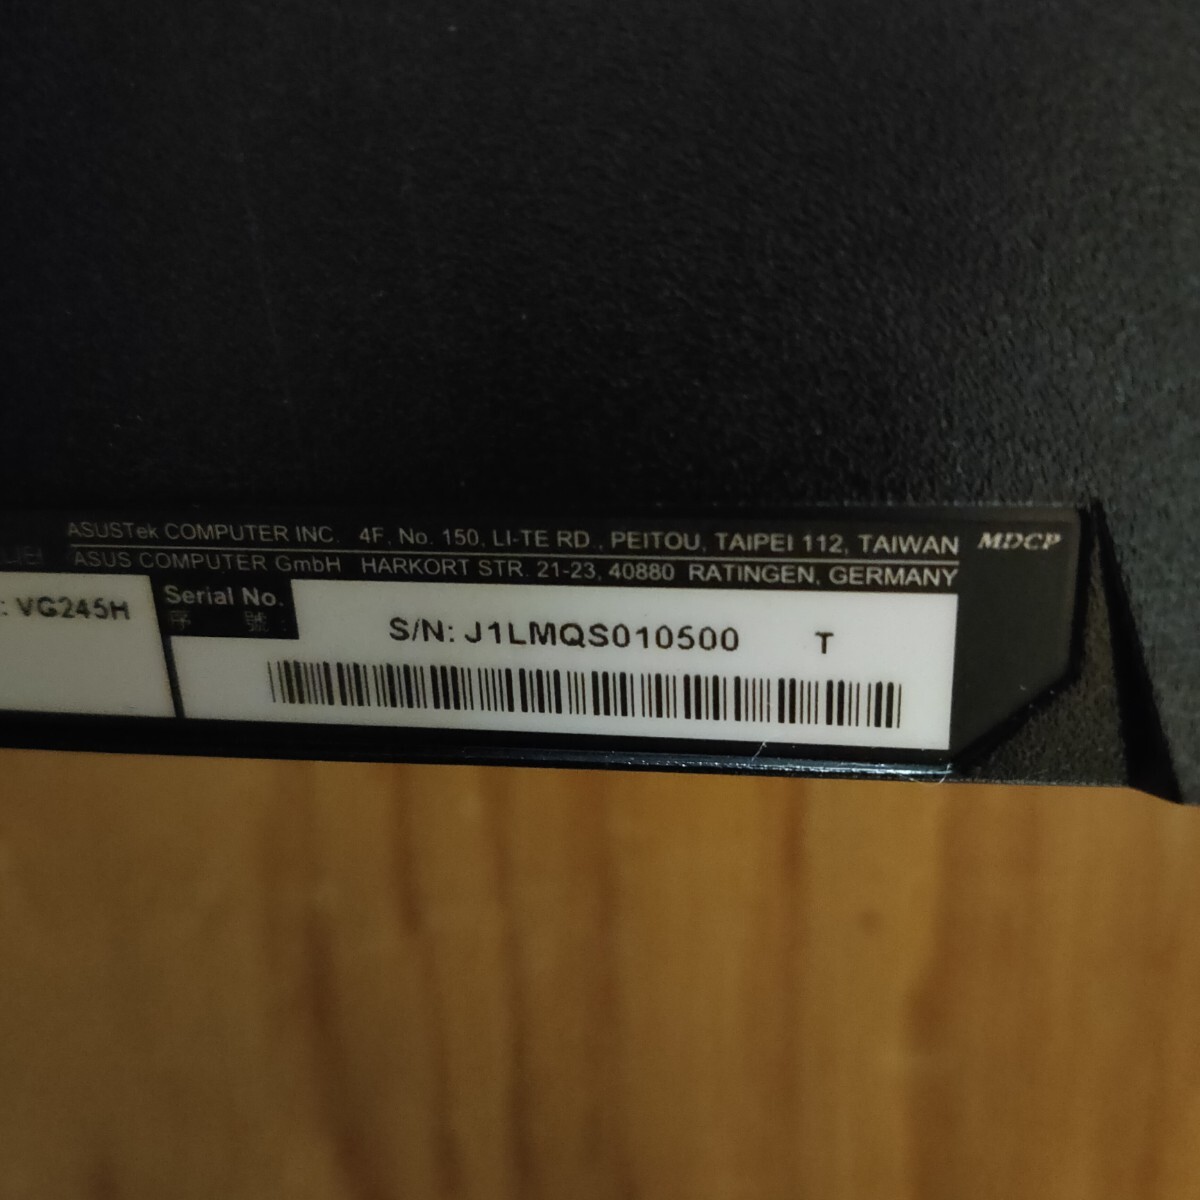 ASUSTek COMPUTER INC. 4F, No. 150, LI-TE RD., PEITOU, TAIPEI 112, TAIWAN
MDCP
ASUS COMPUTER GmbH HARKORT STR. 21-23, 40880 RATINGEN, GERMANY
: VG245H
Serial No.
序 號 :
S/N: J1LMQS010500 T